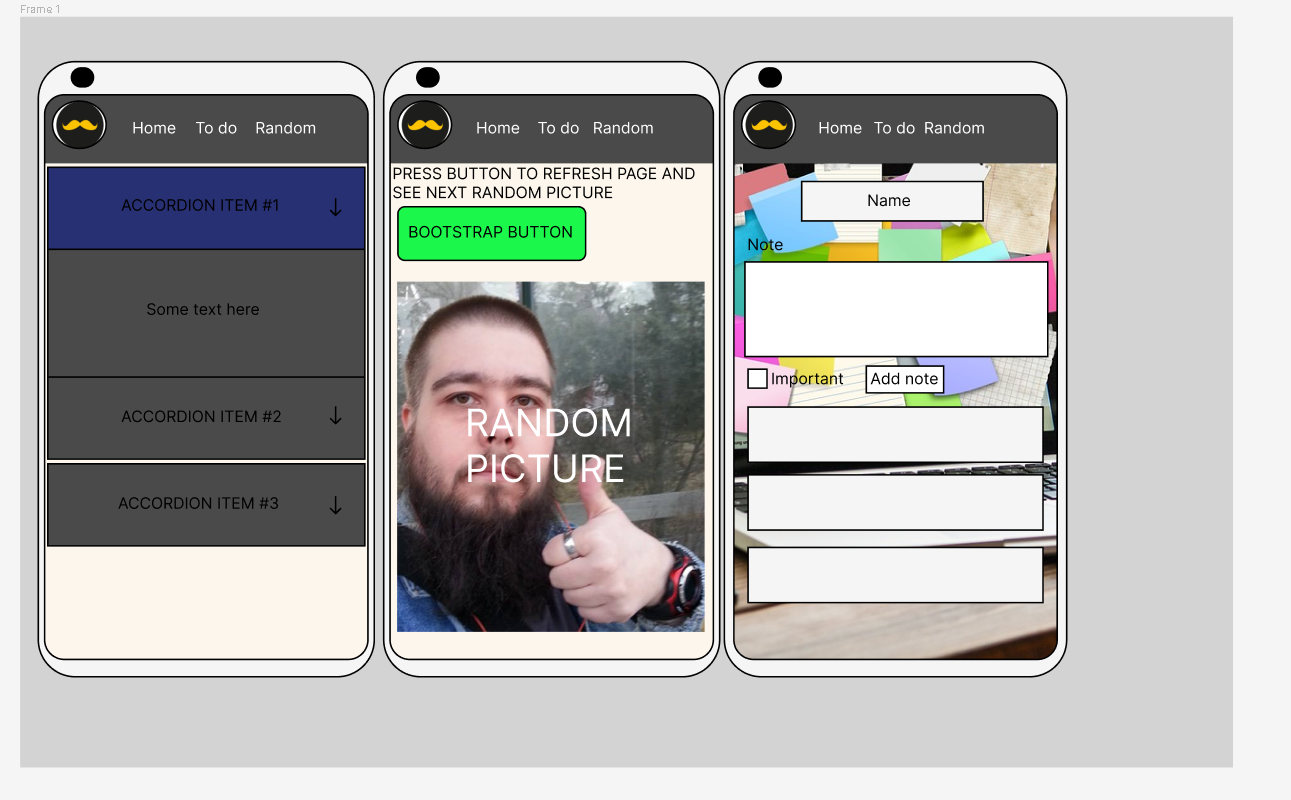 Frame 1
Home To do Random
ACCORDION ITEM #1
Some text here
ACCORDION ITEM #2
ACCORDION ITEM #3
Home To do Random
PRESS BUTTON TO REFRESH PAGE AND
SEE NEXT RANDOM PICTURE
BOOTSTRAP BUTTON
RANDOM
PICTURE
Home To do Random
Name
Note
Important Add note